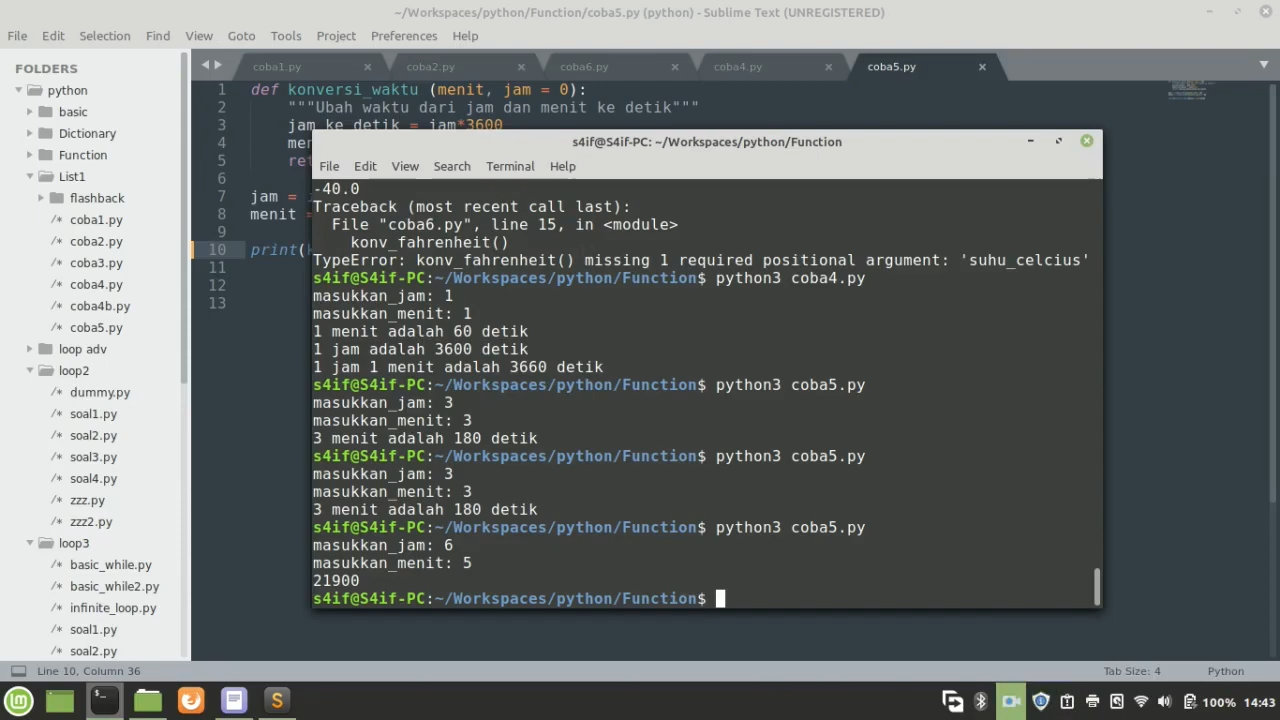 ~/Workspaces/python/Function/coba5.py (python) - Sublime Text (UNREGISTERED)
File Edit Selection Find View Goto Tools Project Preferences Help
FOLDERS
python
basic
Dictionary
Function
List1
flashback
/* coba1.py
/* coba2.py
/* coba3.py
/* coba4.py
/* coba4b.py
/* coba5.py
loop adv
loop2
/* dummy.py
/* soal1.py
/* soal2.py
/* soal3.py
/* soal4.py
/* zzz.py
/* zzz2.py
loop3
/* basic_while.py
/* basic_while2.py
/* infinite_loop.py
/* soal1.py
/* soal2.py
coba1.py coba2.py coba6.py coba4.py coba5.py
1 def konversi_waktu (menit, jam = 0):
2 """Ubah waktu dari jam dan menit ke detik"""
3 jam_ke_detik = jam*3600
4 me
5 ret
6
7 jam =
8 menit =
9
10 print(
11
12
13
s4if@S4if-PC: ~/Workspaces/python/Function
File Edit View Search Terminal Help
-40.0
Traceback (most recent call last):
File "coba6.py", line 15, in <module>
konv_fahrenheit()
TypeError: konv_fahrenheit() missing 1 required positional argument: 'suhu_celcius'
s4if@S4if-PC:~/Workspaces/python/Function$ python3 coba4.py
masukkan_jam: 1
masukkan_menit: 1
1 menit adalah 60 detik
1 jam adalah 3600 detik
1 jam 1 menit adalah 3660 detik
s4if@S4if-PC:~/Workspaces/python/Function$ python3 coba5.py
masukkan_jam: 3
masukkan_menit: 3
3 menit adalah 180 detik
s4if@S4if-PC:~/Workspaces/python/Function$ python3 coba5.py
masukkan_jam: 3
masukkan_menit: 3
3 menit adalah 180 detik
s4if@S4if-PC:~/Workspaces/python/Function$ python3 coba5.py
masukkan_jam: 6
masukkan_menit: 5
21900
s4if@S4if-PC:~/Workspaces/python/Function$
Line 10, Column 36 Tab Size: 4 Python
100% 14:43